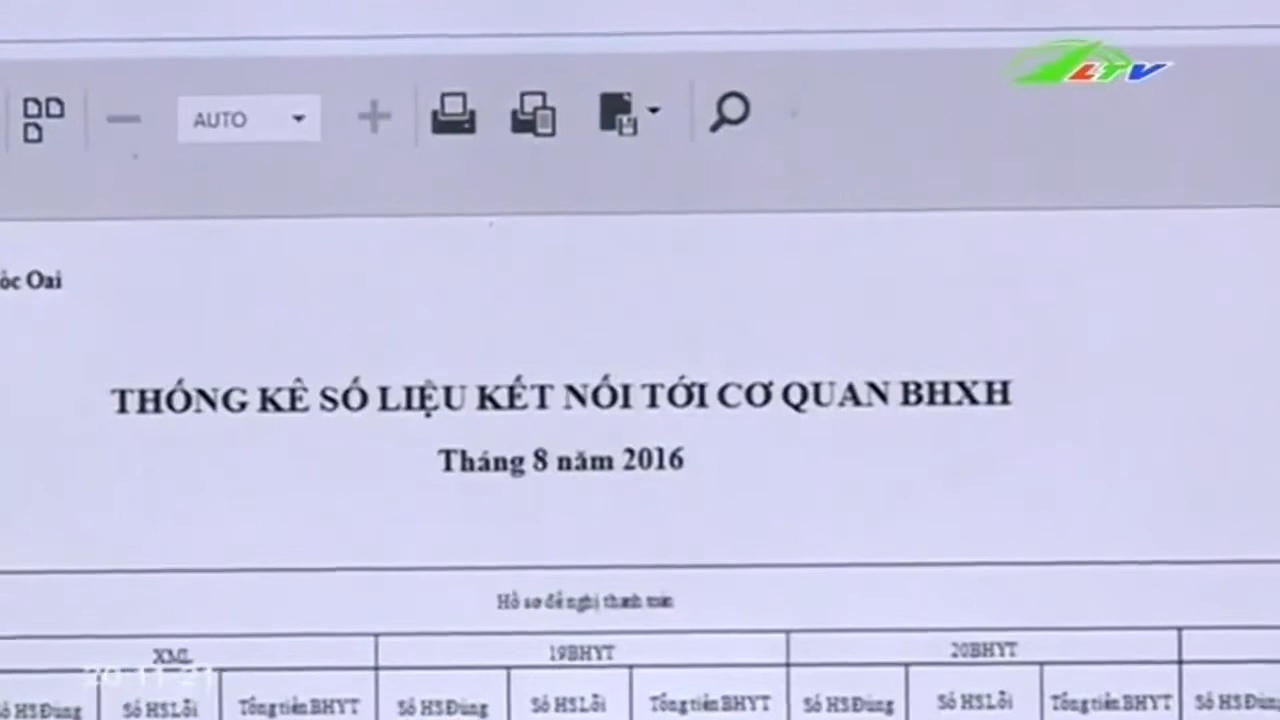 LTV
AUTO
ốc Oai
THỐNG KÊ SỐ LIỆU KẾT NỐI TỚI CƠ QUAN BHXH
Tháng 8 năm 2016
Hồ sơ đề nghị thanh toán
XML 19BHYT 20BHYT
Số HS Đúng Số HS Lỗi Tổng tiền BHYT Số HS Đúng Số HS Lỗi Tổng tiền BHYT Số HS Đúng Số HS Lỗi Tổng tiền BHYT Số HS Đúng